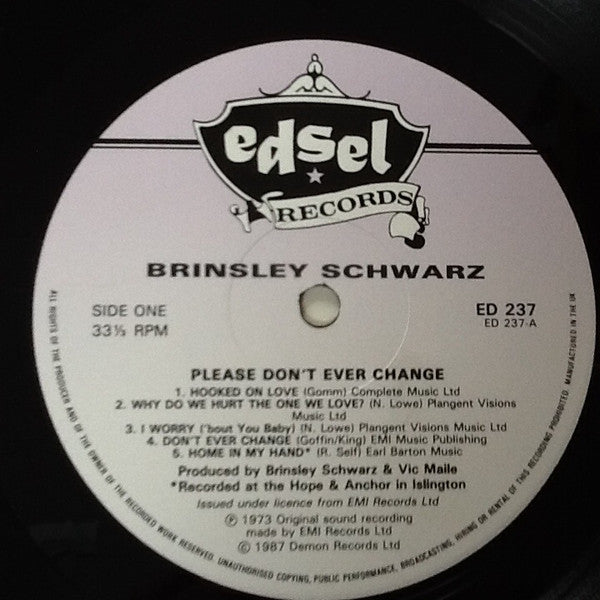 edsel
RECORDS
BRINSLEY SCHWARZ
SIDE ONE
33⅓ RPM
ED 237
ED 237-A
PLEASE DON'T EVER CHANGE
1. HOOKED ON LOVE (Gomm) Complete Music Ltd
2. WHY DO WE HURT THE ONE WE LOVE? (N. Lowe) Plangent Visions
Music Ltd
3. I WORRY ('bout You Baby) (N. Lowe) Plangent Visions Music Ltd
4. DON'T EVER CHANGE (Goffin/King) EMI Music Publishing
5. HOME IN MY HAND* (R. Self) Earl Barton Music
Produced by Brinsley Schwarz & Vic Maile
*Recorded at the Hope & Anchor in Islington
Issued under licence from EMI Records Ltd
℗ 1973 Original sound recording
made by EMI Records Ltd
© 1987 Demon Records Ltd
ALL RIGHTS OF THE PRODUCER AND OF THE OWNER OF THE RECORDED WORK RESERVED. UNAUTHORISED COPYING, PUBLIC PERFORMANCE, BROADCASTING, HIRING OR RENTAL OF THIS RECORDING PROHIBITED. MANUFACTURED IN THE UK